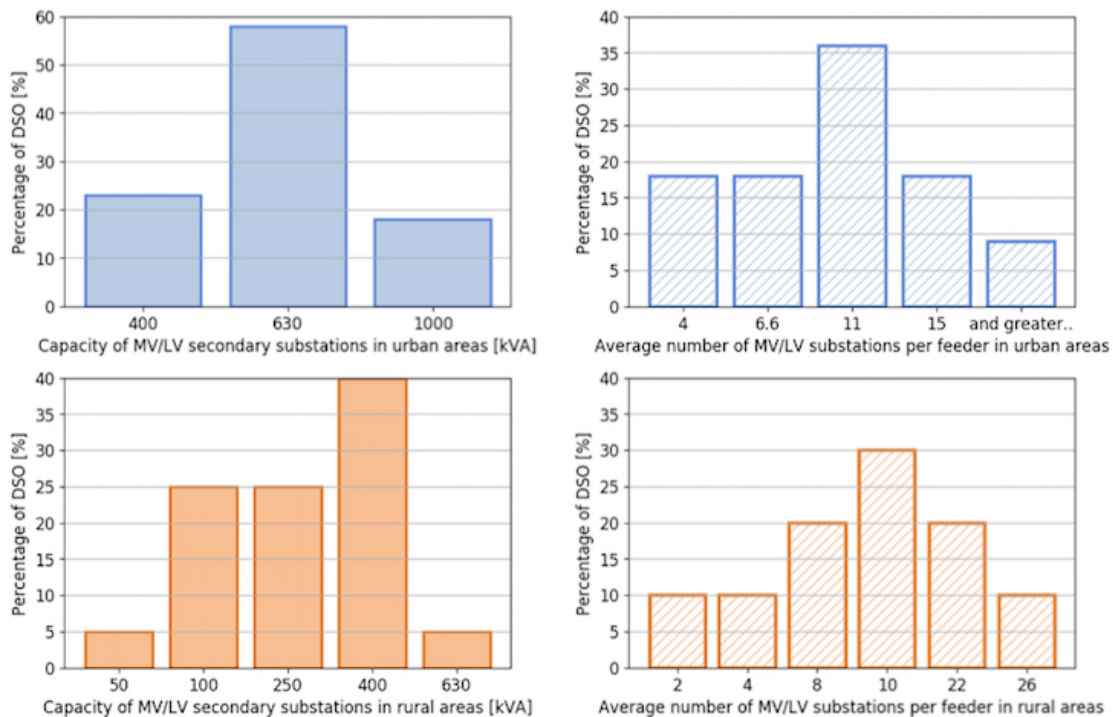 Percentage of DSO [%]
60
50
40
30
20
10
0
400 630 1000
Capacity of MV/LV secondary substations in urban areas [kVA]
Percentage of DSO [%]
40
35
30
25
20
15
10
5
0
4 6.6 11 15 and greater..
Average number of MV/LV substations per feeder in urban areas
Percentage of DSO [%]
40
35
30
25
20
15
10
5
0
50 100 250 400 630
Capacity of MV/LV secondary substations in rural areas [kVA]
Percentage of DSO [%]
40
35
30
25
20
15
10
5
0
2 4 8 10 22 26
Average number of MV/LV substations per feeder in rural areas